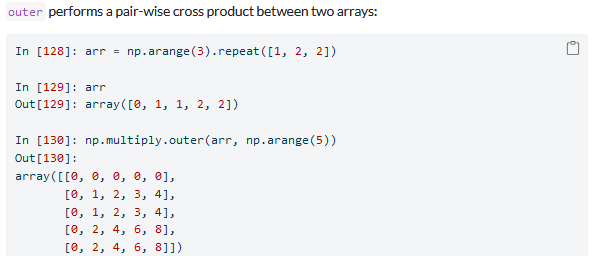 outer performs a pair-wise cross product between two arrays:
In [128]: arr = np.arange(3).repeat([1, 2, 2])
In [129]: arr
Out[129]: array([0, 1, 1, 2, 2])
In [130]: np.multiply.outer(arr, np.arange(5))
Out[130]:
array([[0, 0, 0, 0, 0],
       [0, 1, 2, 3, 4],
       [0, 1, 2, 3, 4],
       [0, 2, 4, 6, 8],
       [0, 2, 4, 6, 8]])